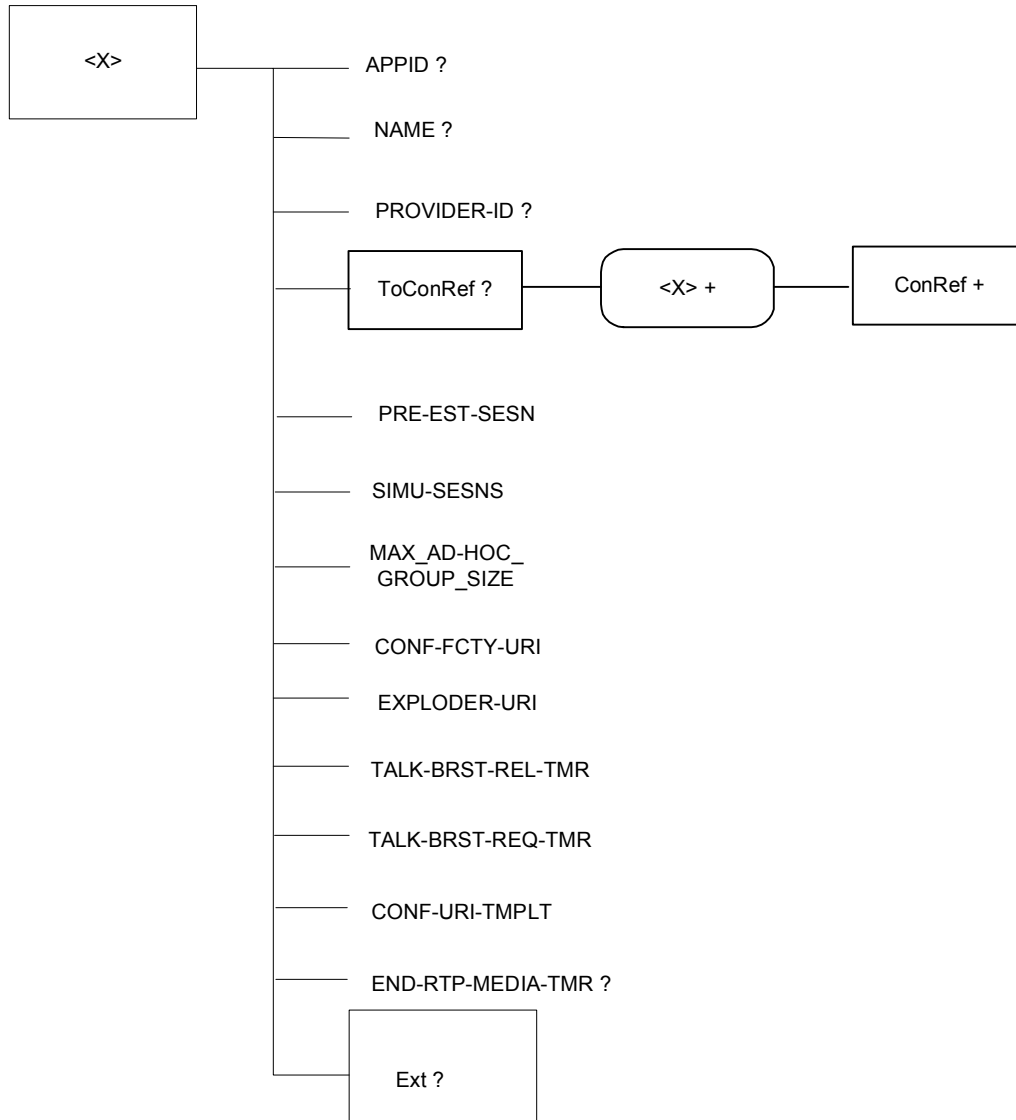 <X>
APPID ?
NAME ?
PROVIDER-ID ?
ToConRef ?
<X> +
ConRef +
PRE-EST-SESN
SIMU-SESNS
MAX_AD-HOC_
GROUP_SIZE
CONF-FCTY-URI
EXPLODER-URI
TALK-BRST-REL-TMR
TALK-BRST-REQ-TMR
CONF-URI-TMPLT
END-RTP-MEDIA-TMR ?
Ext ?